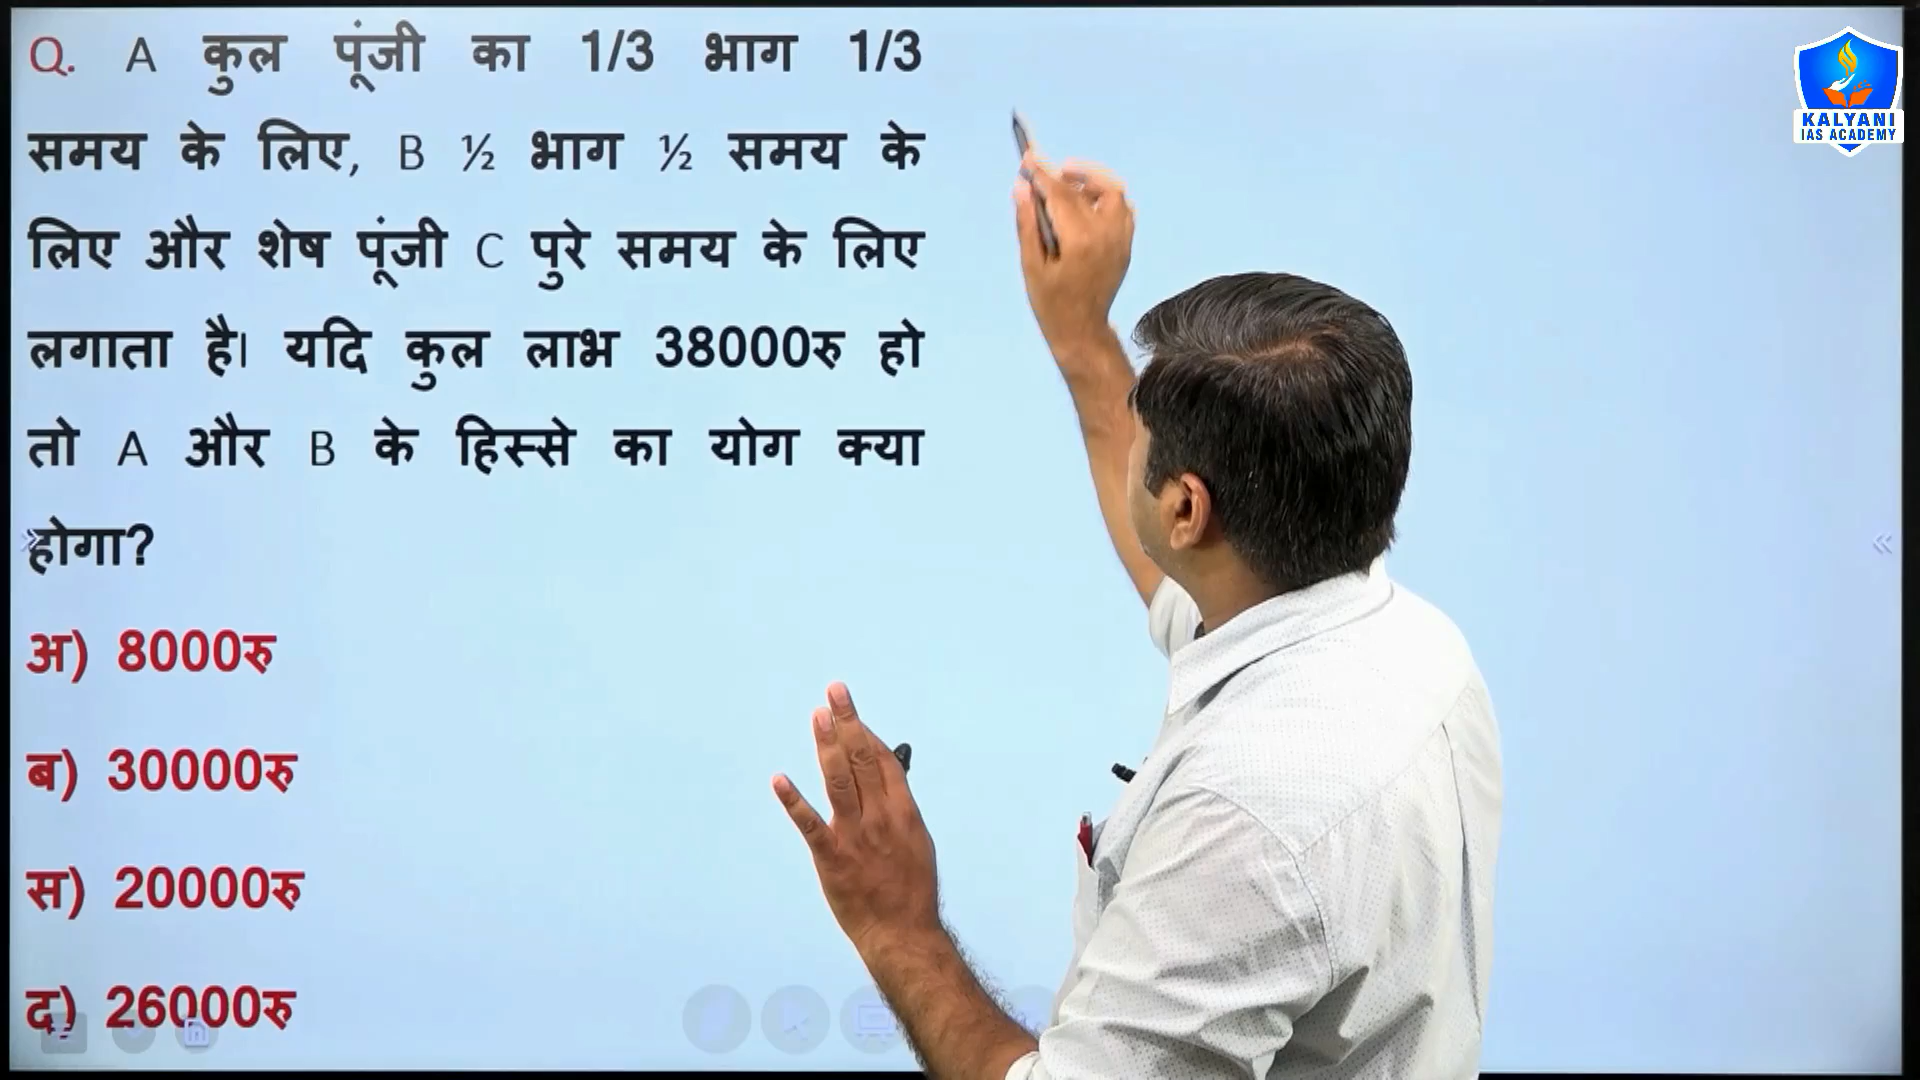 Q. A कुल पूंजी का 1/3 भाग 1/3
समय के लिए, B ½ भाग ½ समय के
लिए और शेष पूंजी C पुरे समय के लिए
लगाता है। यदि कुल लाभ 38000रु हो
तो A और B के हिस्से का योग क्या
होगा?
अ) 8000रु
ब) 30000रु
स) 20000रु
द) 26000रु
KALYANI
IAS ACADEMY